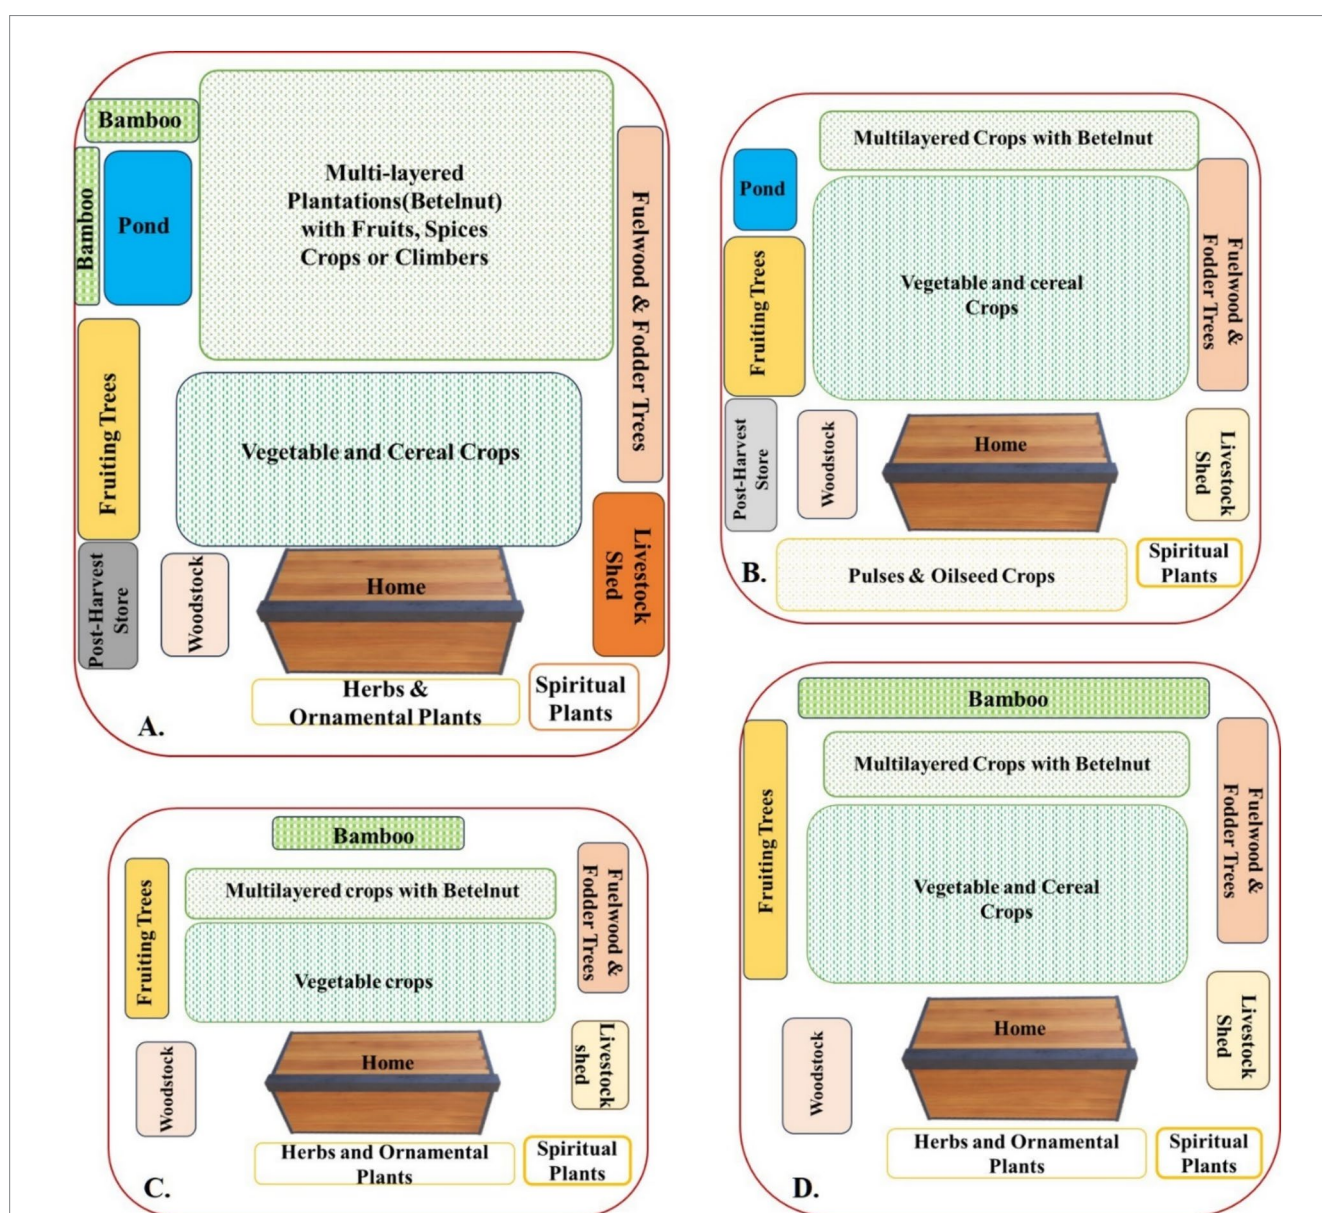 Bamboo
Bamboo
Pond
Multi-layered
Plantations(Betelnut)
with Fruits, Spices
Crops or Climbers
Fuelwood & Fodder Trees
Fruiting Trees
Vegetable and Cereal Crops
Post-Harvest
Store
Woodstock
Home
Livestock
Shed
Herbs &
Ornamental Plants
Spiritual
Plants
A.
Multilayered Crops with Betelnut
Pond
Fruiting Trees
Vegetable and cereal
Crops
Fuelwood &
Fodder Trees
Post-Harvest
Store
Woodstock
Home
Livestock
Shed
B.
Pulses & Oilseed Crops
Spiritual
Plants
Bamboo
Fruiting Trees
Multilayered crops with Betelnut
Fuelwood &
Fodder Trees
Vegetable crops
Woodstock
Home
Livestock
shed
Herbs and Ornamental
Plants
Spiritual
Plants
C.
Bamboo
Fruiting Trees
Multilayered Crops with Betelnut
Fuelwood &
Fodder Trees
Vegetable and Cereal
Crops
Woodstock
Home
Livestock
Shed
Herbs and Ornamental
Plants
Spiritual
Plants
D.